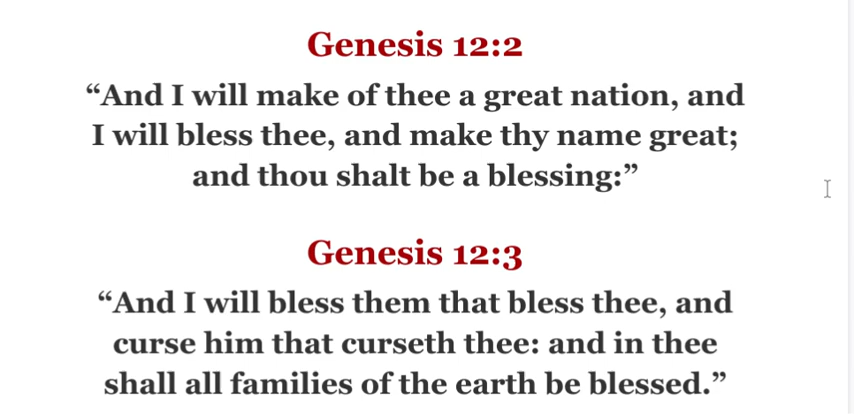 Genesis 12:2
“And I will make of thee a great nation, and
I will bless thee, and make thy name great;
and thou shalt be a blessing:”
Genesis 12:3
“And I will bless them that bless thee, and
curse him that curseth thee: and in thee
shall all families of the earth be blessed.”